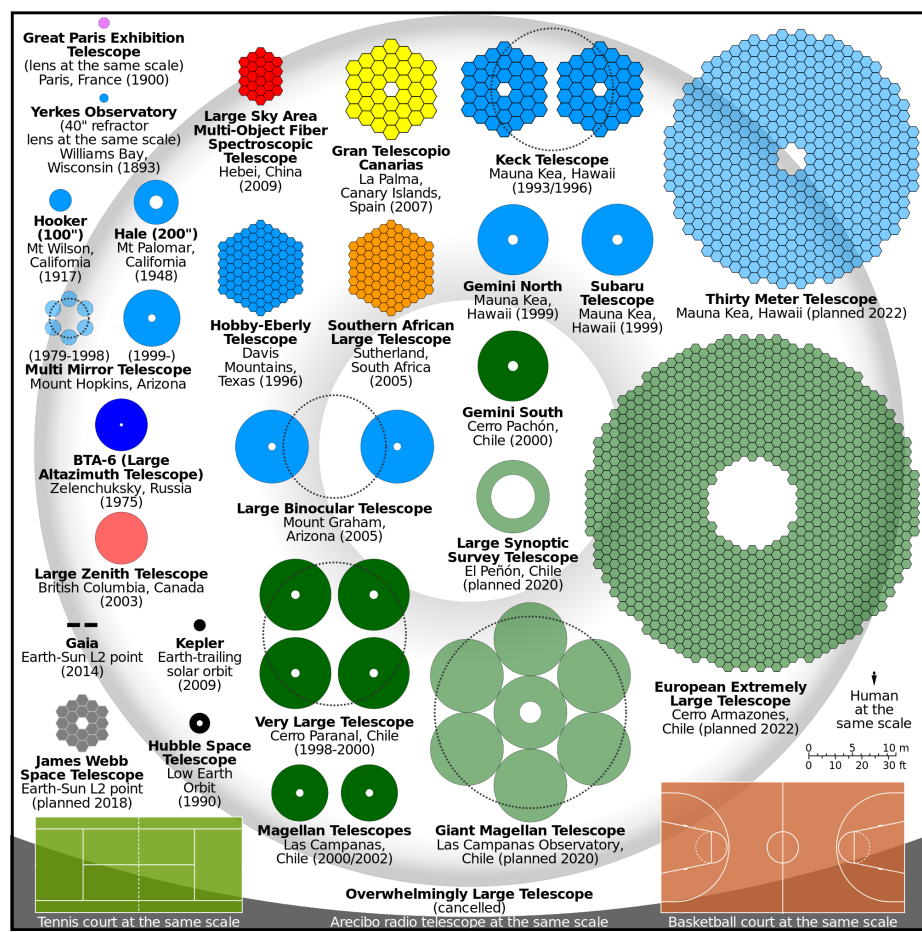 Great Paris Exhibition
Telescope
(lens at the same scale)
Paris, France (1900)
Yerkes Observatory
(40" refractor
lens at the same scale)
Williams Bay,
Wisconsin (1893)
Hooker
(100")
Mt Wilson,
California
(1917)
Hale (200")
Mt Palomar,
California
(1948)
(1979-1998)
(1999-)
Multi Mirror Telescope
Mount Hopkins, Arizona
BTA-6 (Large
Altazimuth Telescope)
Zelenchuksky, Russia
(1975)
Large Zenith Telescope
British Columbia, Canada
(2003)
Gaia
Earth-Sun L2 point
(2014)
Kepler
Earth-trailing
solar orbit
(2009)
James Webb
Space Telescope
Earth-Sun L2 point
(planned 2018)
Hubble Space
Telescope
Low Earth
Orbit
(1990)
Tennis court at the same scale
Large Sky Area
Multi-Object Fiber
Spectroscopic
Telescope
Hebei, China
(2009)
Gran Telescopio
Canarias
La Palma,
Canary Islands,
Spain (2007)
Hobby-Eberly
Telescope
Davis
Mountains,
Texas (1996)
Southern African
Large Telescope
Sutherland,
South Africa
(2005)
Large Binocular Telescope
Mount Graham,
Arizona (2005)
Very Large Telescope
Cerro Paranal, Chile
(1998-2000)
Magellan Telescopes
Las Campanas,
Chile (2000/2002)
Keck Telescope
Mauna Kea, Hawaii
(1993/1996)
Gemini North
Mauna Kea,
Hawaii (1999)
Subaru
Telescope
Mauna Kea,
Hawaii (1999)
Gemini South
Cerro Pachón,
Chile (2000)
Large Synoptic
Survey Telescope
El Peñón, Chile
(planned 2020)
Giant Magellan Telescope
Las Campanas Observatory,
Chile (planned 2020)
Overwhelmingly Large Telescope
(cancelled)
Arecibo radio telescope at the same scale
Thirty Meter Telescope
Mauna Kea, Hawaii (planned 2022)
European Extremely
Large Telescope
Cerro Armazones,
Chile (planned 2022)
Human
at the
same scale
0 5 10 m
0 10 20 30 ft
Basketball court at the same scale